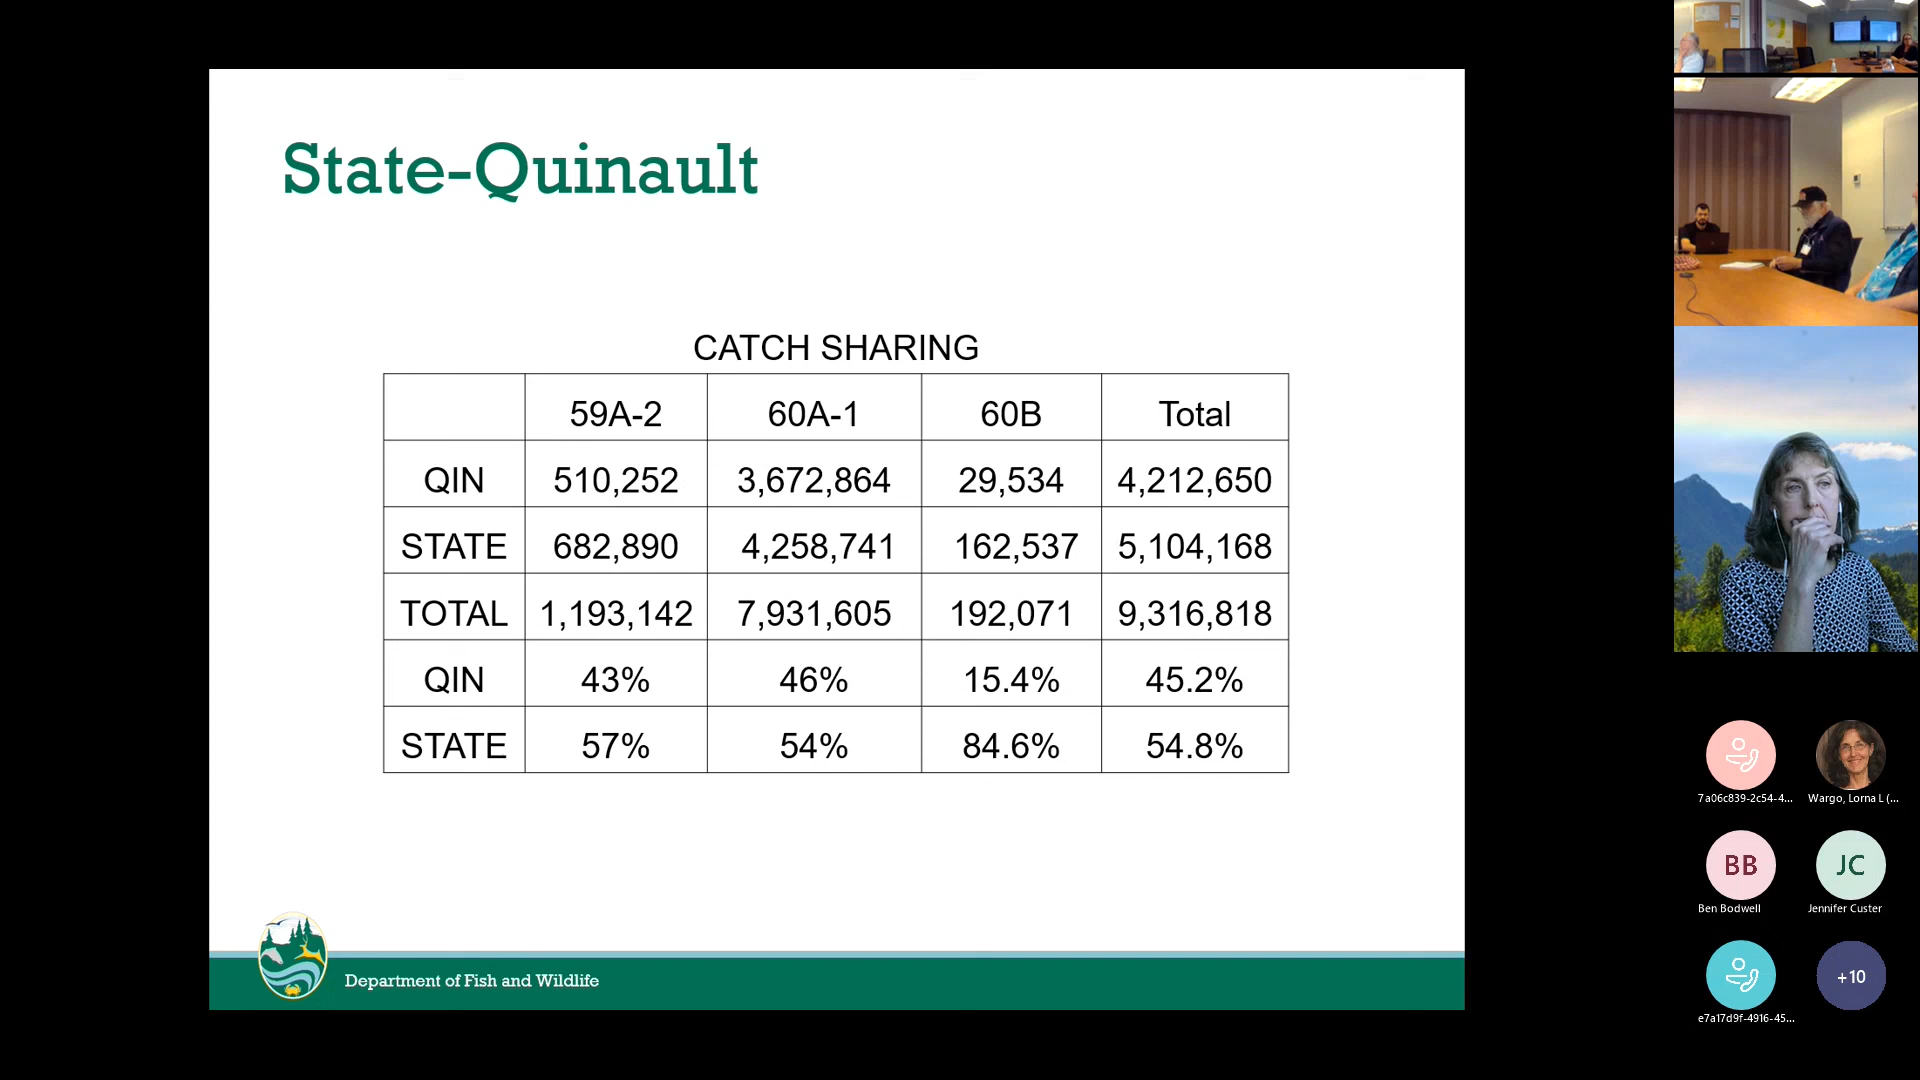 State-Quinault
CATCH SHARING
59A-2 60A-1 60B Total
QIN 510,252 3,672,864 29,534 4,212,650
STATE 682,890 4,258,741 162,537 5,104,168
TOTAL 1,193,142 7,931,605 192,071 9,316,818
QIN 43% 46% 15.4% 45.2%
STATE 57% 54% 84.6% 54.8%
Department of Fish and Wildlife
7a06c839-2c54-4...
Wargo, Lorna L (...
BB
Ben Bodwell
JC
Jennifer Custer
e7a17d9f-4916-45...
+10